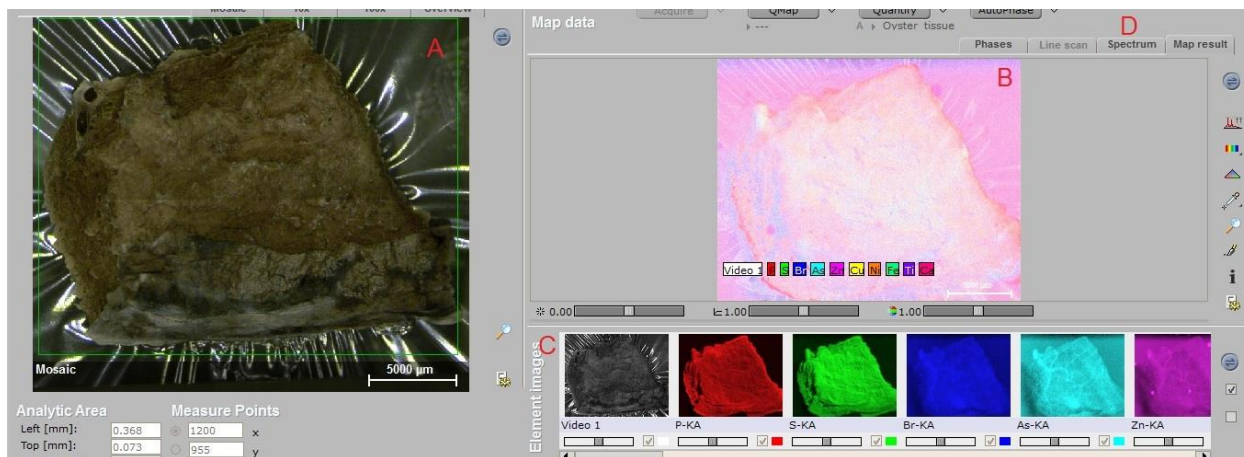 Mosaic 10x 100x Overview
A
Mosaic
5000 µm
Analytic Area
Measure Points
Left [mm]: 0.368
1200 x
Top [mm]: 0.073
955 y
Acquire QMap Quantify AutoPhase
Map data
--- A Oyster tissue
D
Phases Line scan Spectrum Map result
B
Video 1 P S Br As Zn Cu Ni Fe Ti Ca
0.00 1.00 1.00
C
Element images
Video 1 P-KA S-KA Br-KA As-KA Zn-KA